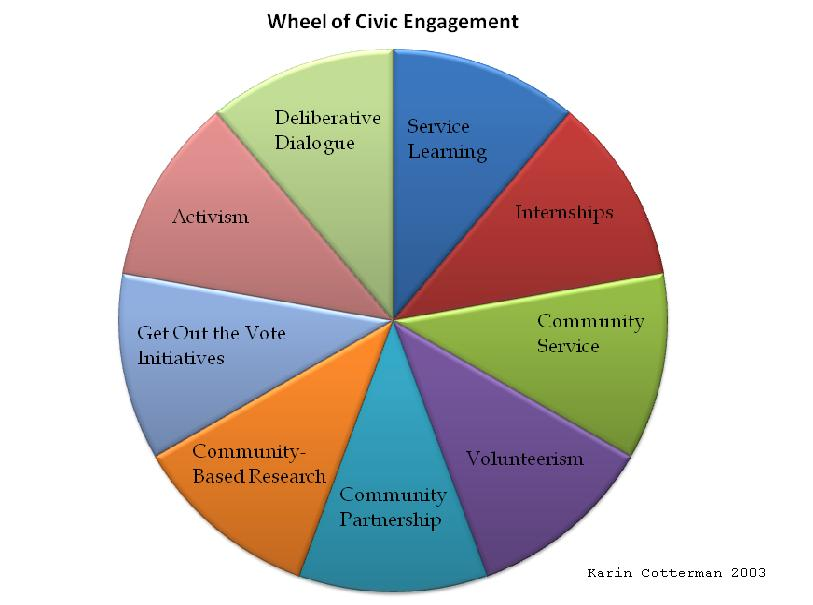 Wheel of Civic Engagement
Deliberative
Dialogue
Service
Learning
Activism
Internships
Get Out the Vote
Initiatives
Community
Service
Community-
Based Research
Volunteerism
Community
Partnership
Karin Cotterman 2003